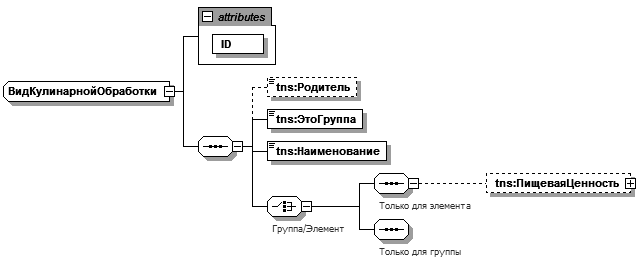 attributes
ID
ВидКулинарнойОбработки
tns:Родитель
tns:ЭтоГруппа
tns:Наименование
tns:ПищеваяЦенность
Только для элемента
Группа/Элемент
Только для группы